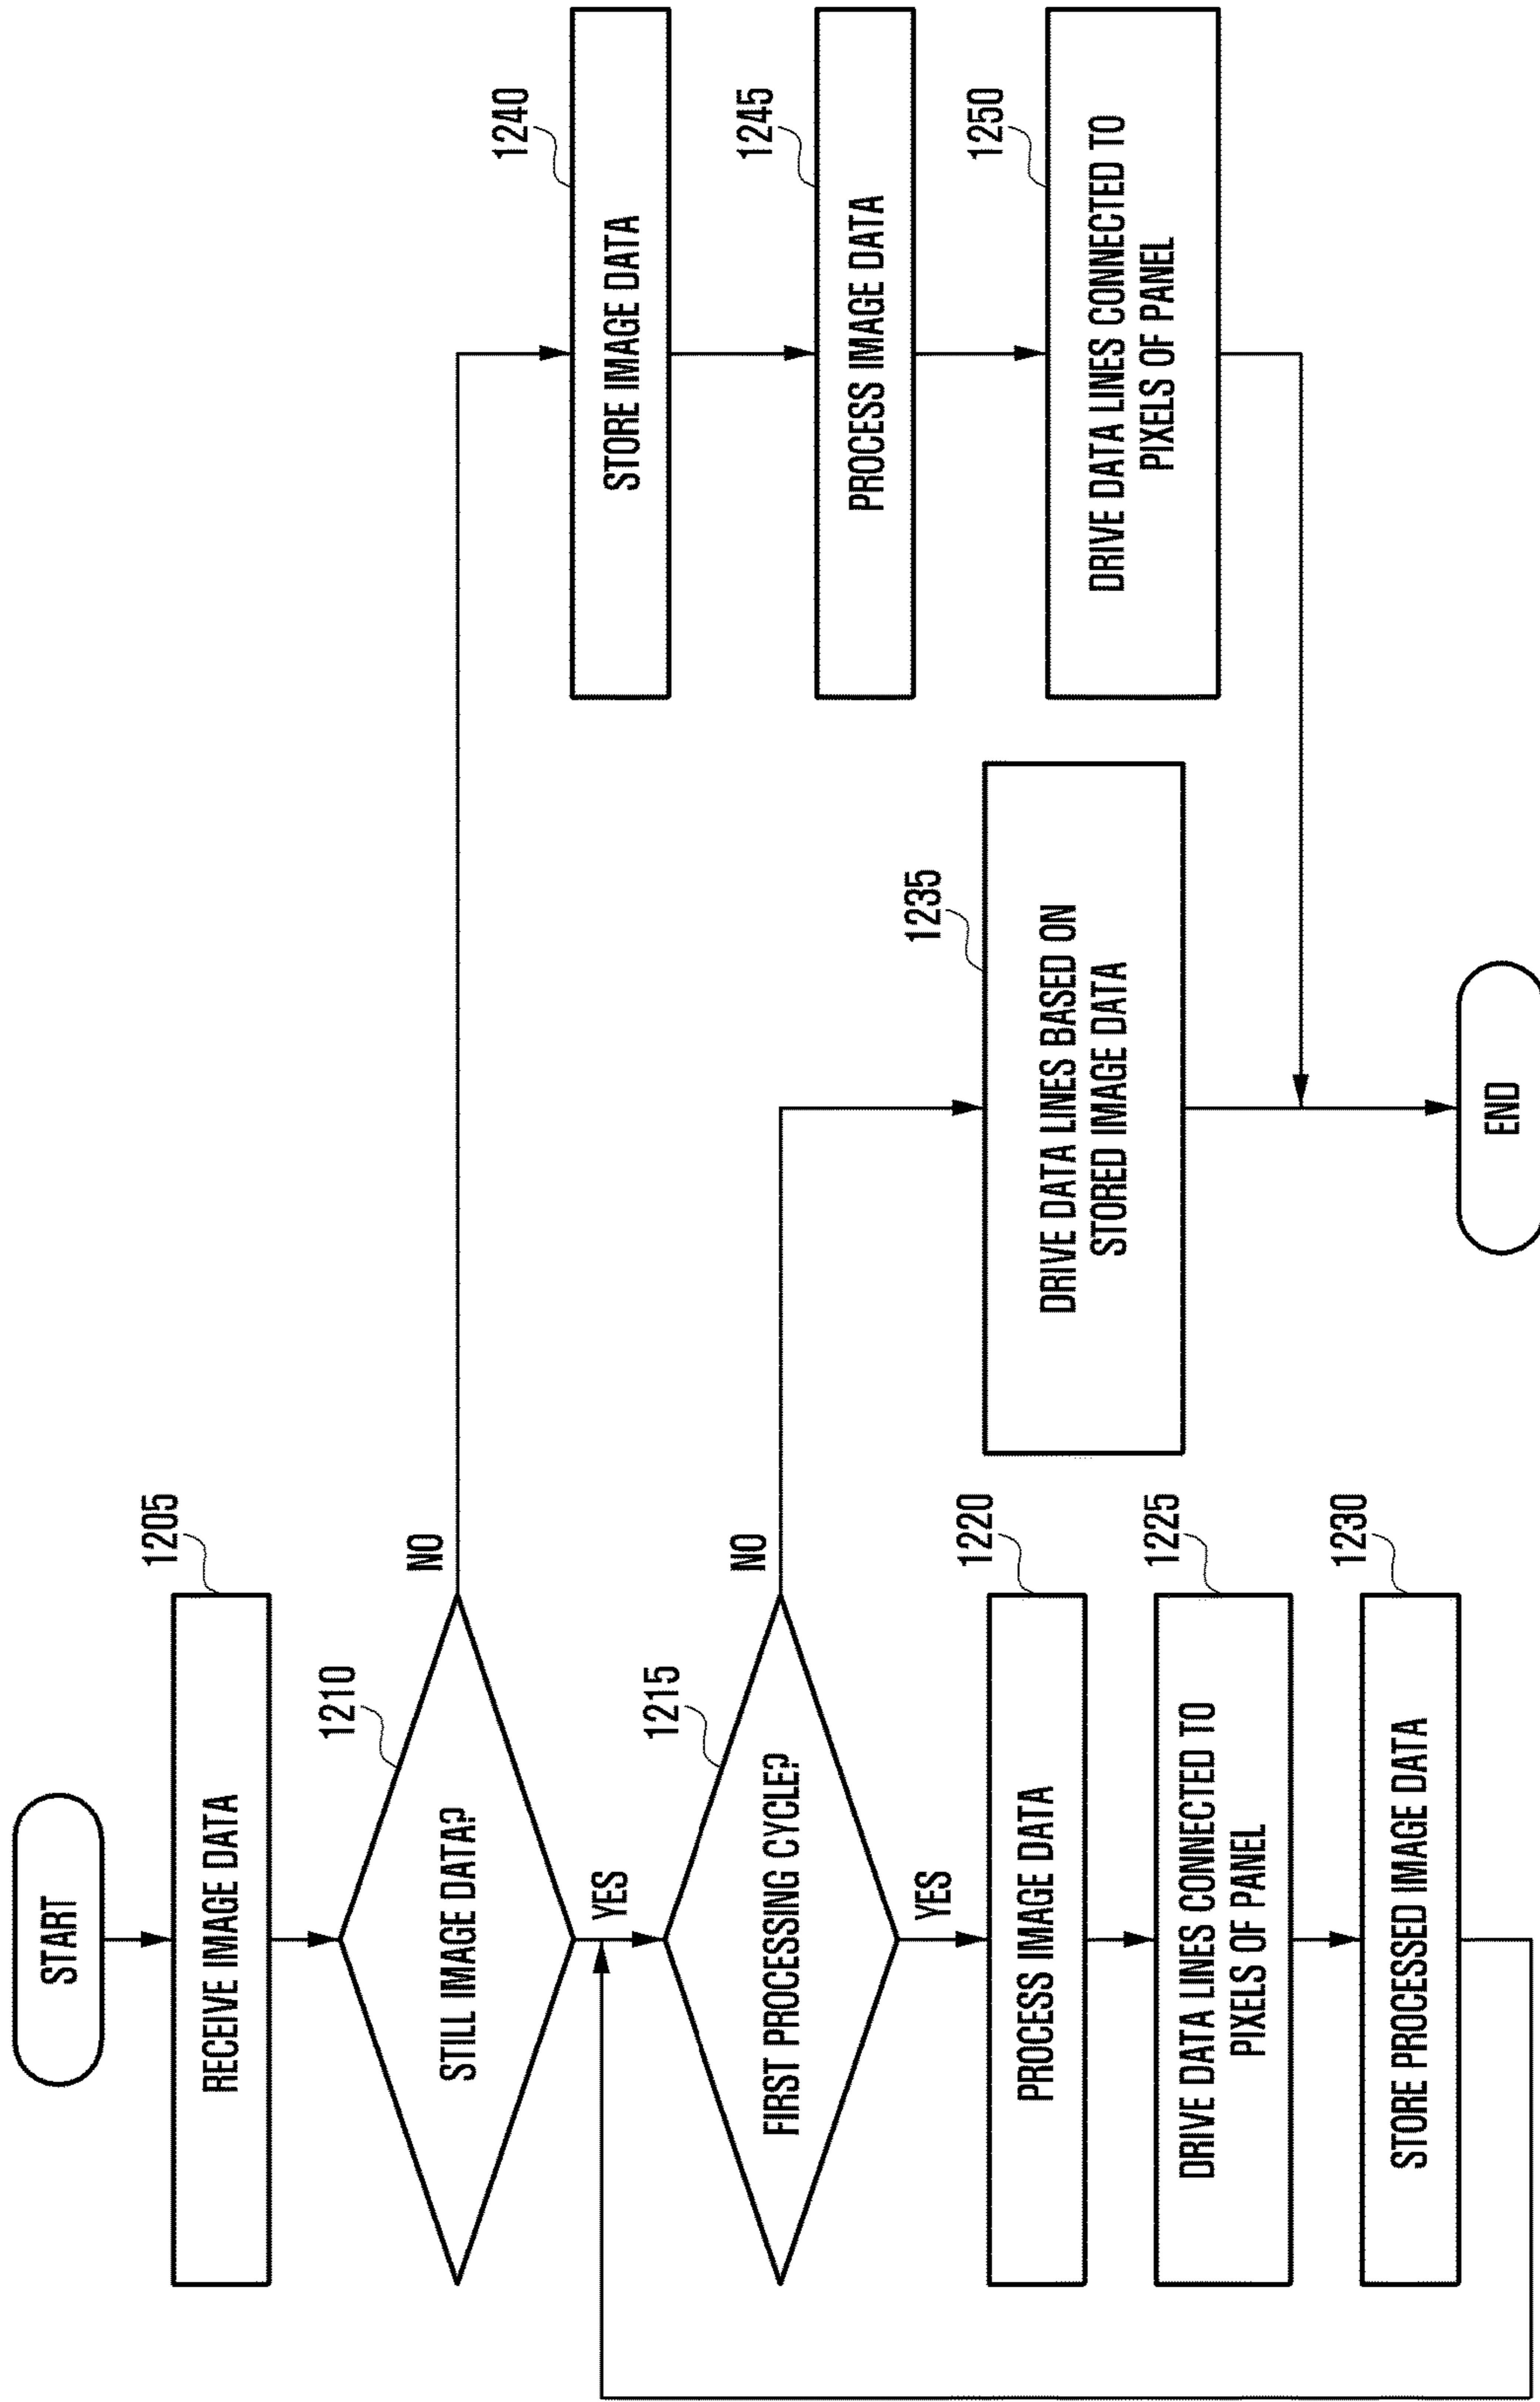 START
1205
RECEIVE IMAGE DATA
1210
STILL IMAGE DATA?
NO
YES
1215
FIRST PROCESSING CYCLE?
NO
YES
1220
PROCESS IMAGE DATA
1225
DRIVE DATA LINES CONNECTED TO
PIXELS OF PANEL
1230
STORE PROCESSED IMAGE DATA
1235
DRIVE DATA LINES BASED ON
STORED IMAGE DATA
1240
STORE IMAGE DATA
1245
PROCESS IMAGE DATA
1250
DRIVE DATA LINES CONNECTED TO
PIXELS OF PANEL
END